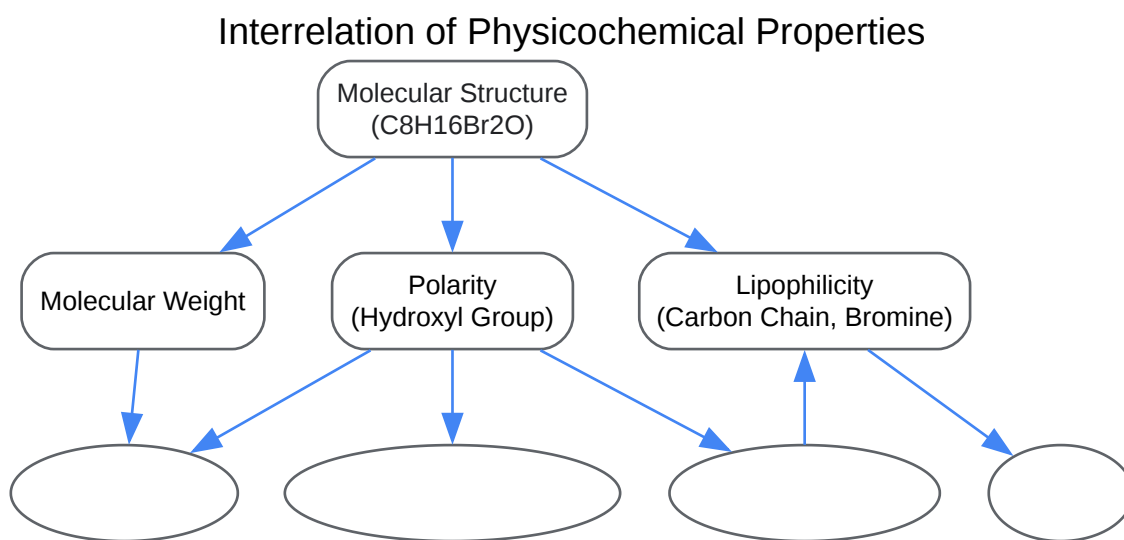 Interrelation of Physicochemical Properties
Molecular Structure
(C8H16Br2O)
Molecular Weight
Polarity
(Hydroxyl Group)
Lipophilicity
(Carbon Chain, Bromine)